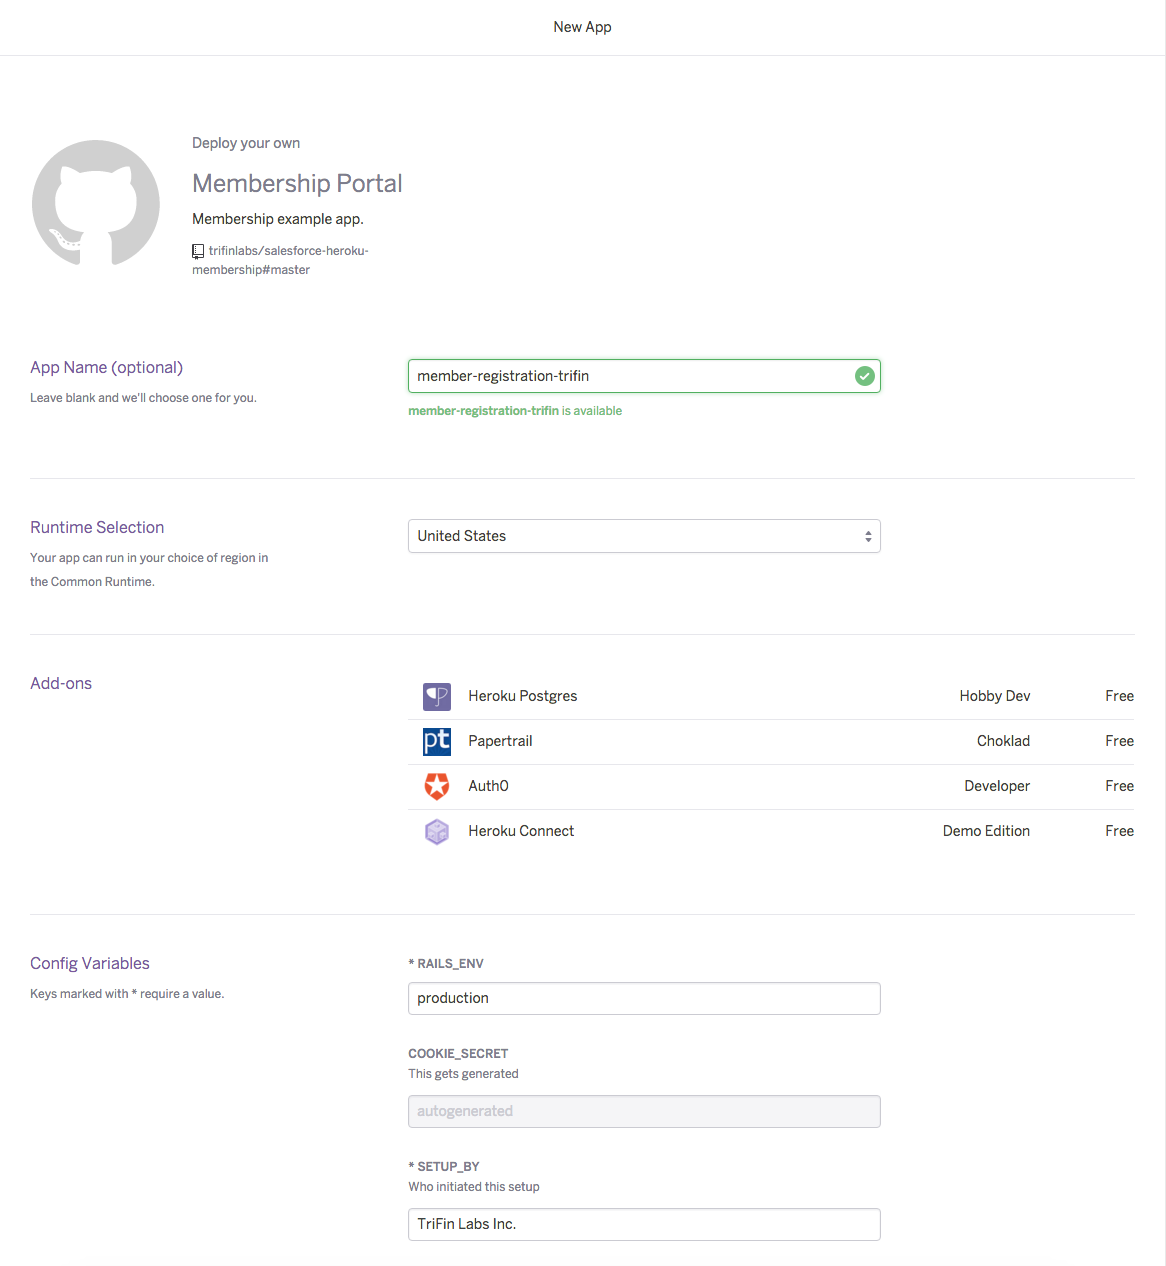 New App
Deploy your own
Membership Portal
Membership example app.
trifinlabs/salesforce-heroku-
membership#master
App Name (optional)
Leave blank and we'll choose one for you.
member-registration-trifin
member-registration-trifin is available
Runtime Selection
Your app can run in your choice of region in
the Common Runtime.
United States
Add-ons
Heroku Postgres Hobby Dev Free
pt Papertrail Choklad Free
Auth0 Developer Free
Heroku Connect Demo Edition Free
Config Variables
Keys marked with * require a value.
* RAILS_ENV
production
COOKIE_SECRET
This gets generated
autogenerated
* SETUP_BY
Who initiated this setup
TriFin Labs Inc.